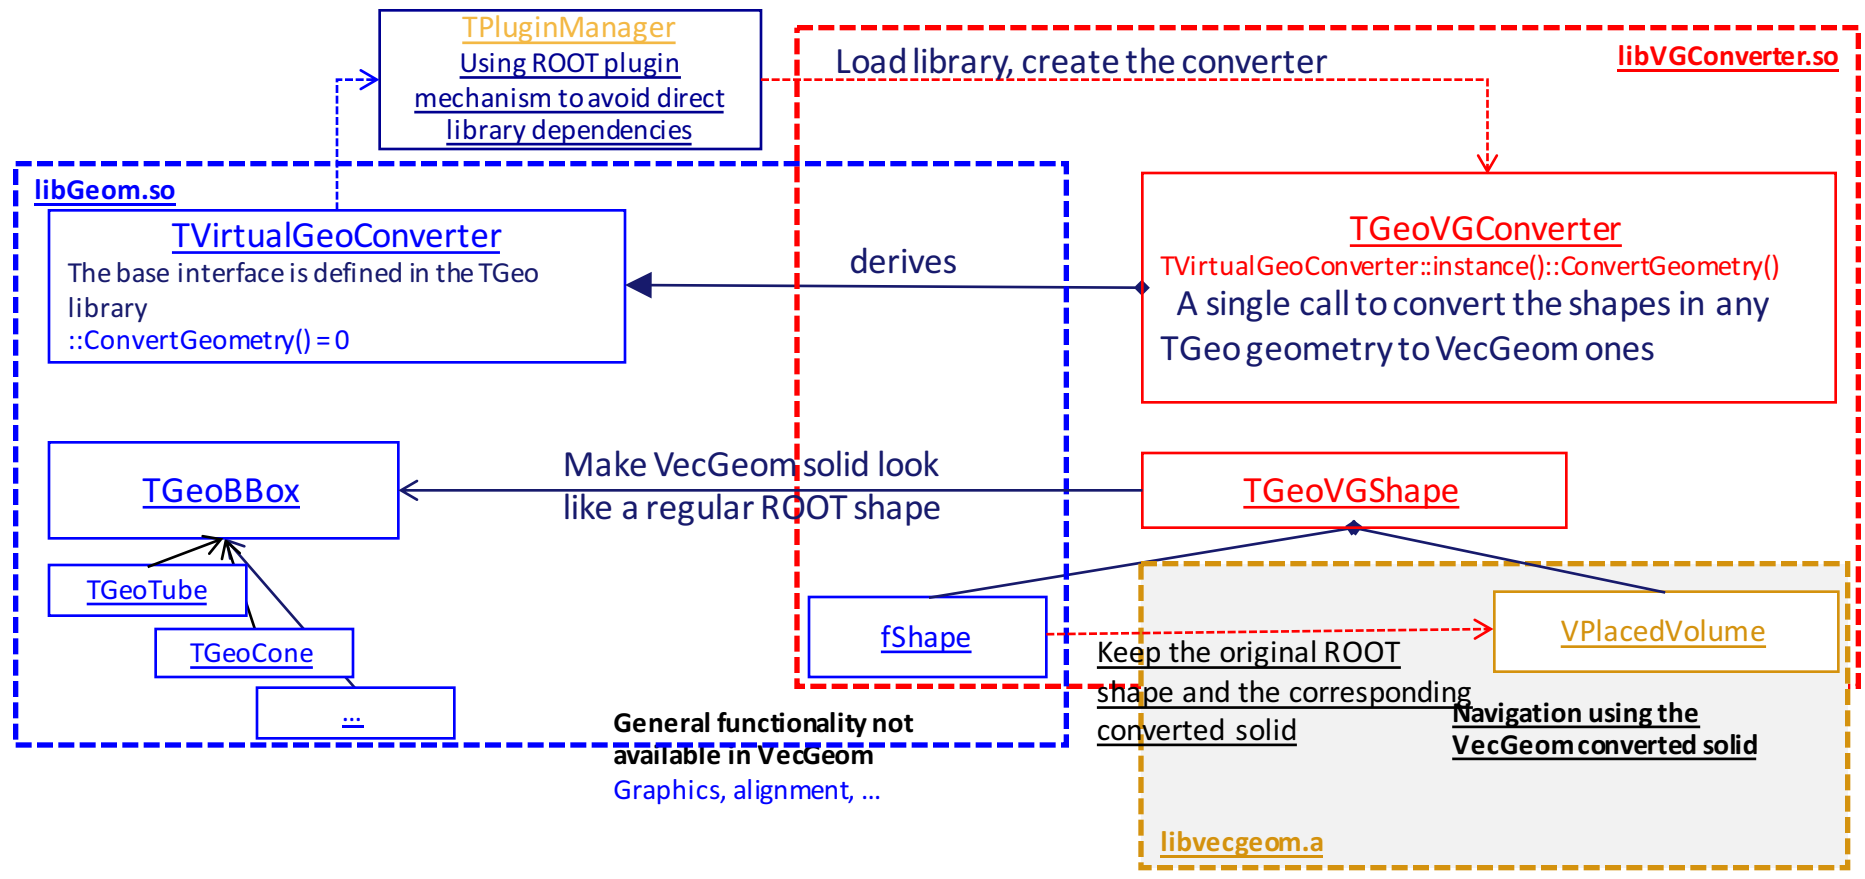 TPluginManager
Using ROOT plugin
mechanism to avoid direct
library dependencies
Load library, create the converter
libVGConverter.so
libGeom.so
TVirtualGeoConverter
The base interface is defined in the TGeo
library
::ConvertGeometry() = 0
derives
TGeoVGConverter
TVirtualGeoConverter::instance()::ConvertGeometry()
A single call to convert the shapes in any
TGeo geometry to VecGeom ones
TGeoBBox
Make VecGeom solid look
like a regular ROOT shape
TGeoVGShape
TGeoTube
TGeoCone
...
fShape
VPlacedVolume
Keep the original ROOT
shape and the corresponding
converted solid
General functionality not
available in VecGeom
Graphics, alignment, ...
Navigation using the
VecGeom converted solid
libvecgeom.a